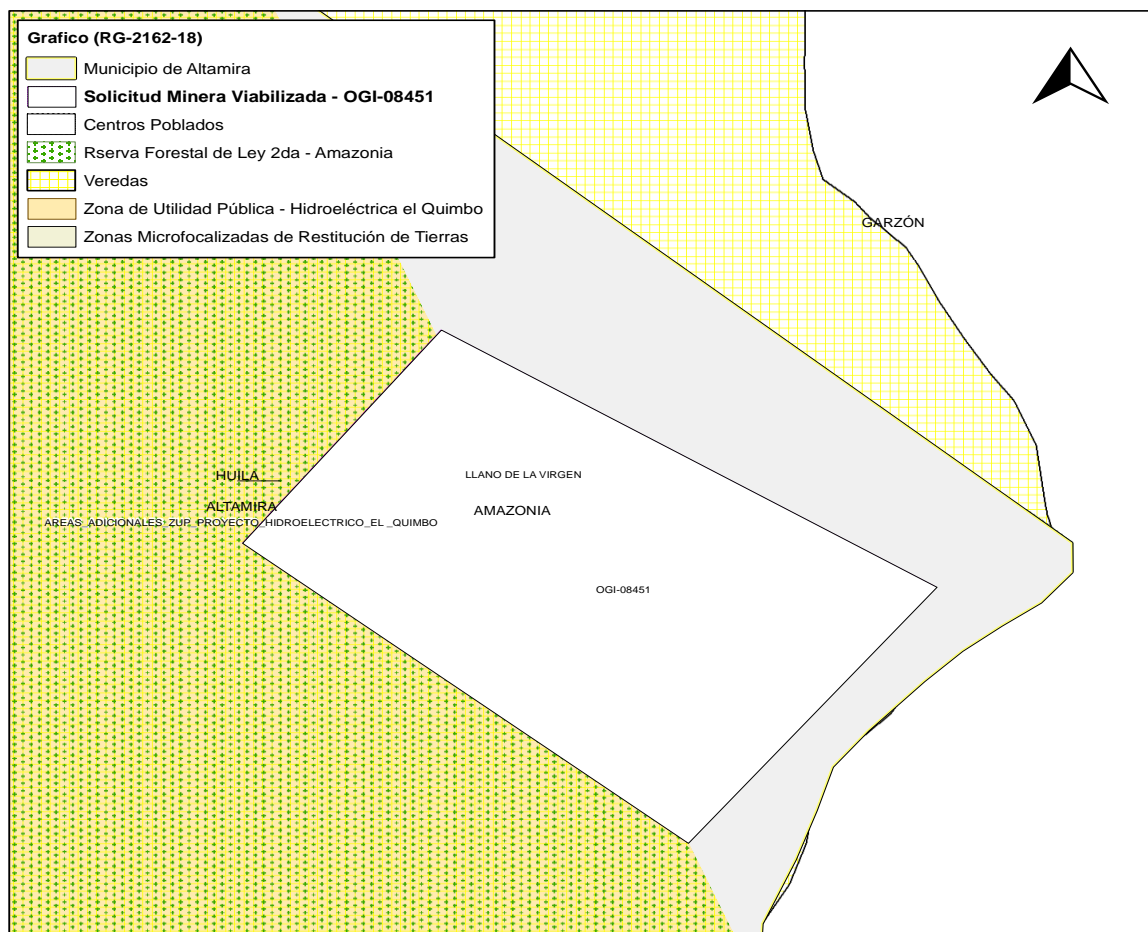 Grafico (RG-2162-18)
Municipio de Altamira
Solicitud Minera Viabilizada - OGI-08451
Centros Poblados
Rserva Forestal de Ley 2da - Amazonia
Veredas
Zona de Utilidad Pública - Hidroeléctrica el Quimbo
Zonas Microfocalizadas de Restitución de Tierras
GARZÓN
HUILA
LLANO DE LA VIRGEN
ALTAMIRA
AMAZONIA
AREAS_ADICIONALES_ZUP_PROYECTO_HIDROELECTRICO_EL _QUIMBO
OGI-08451